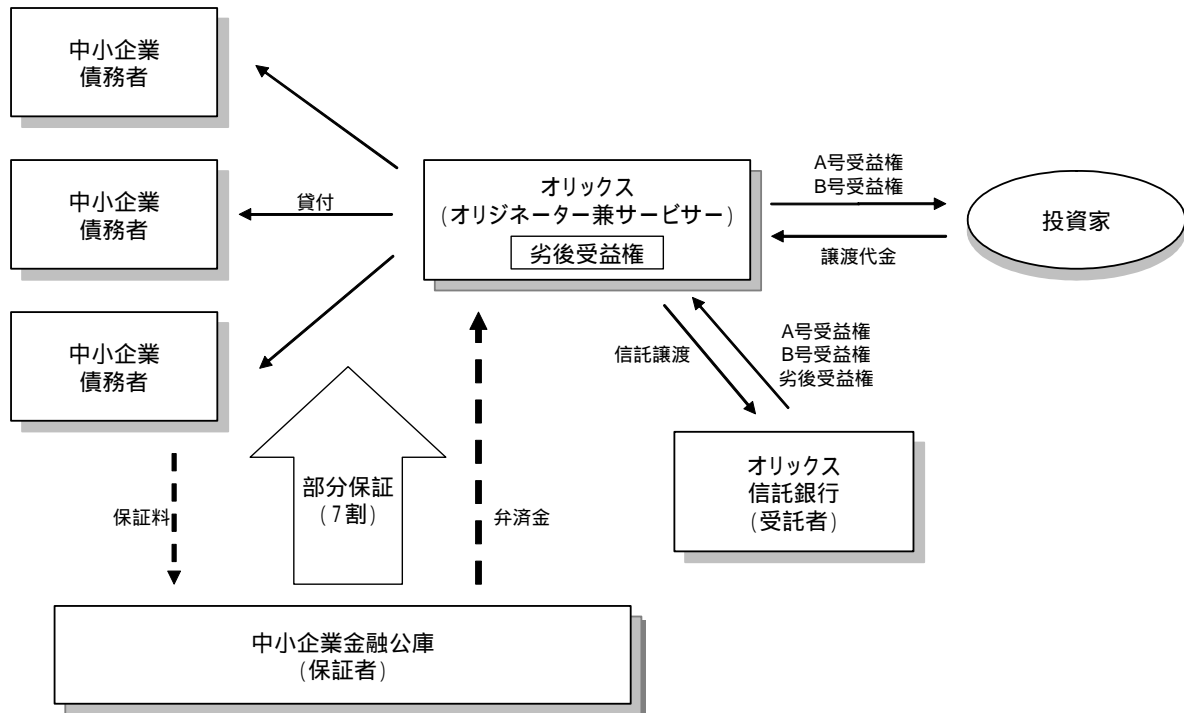 中小企業
債務者
中小企業
債務者
中小企業
債務者
貸付
オリックス
(オリジネーター兼サービサー)
劣後受益権
A号受益権
B号受益権
譲渡代金
投資家
信託譲渡
A号受益権
B号受益権
劣後受益権
オリックス
信託銀行
(受託者)
保証料
部分保証
(7割)
弁済金
中小企業金融公庫
(保証者)